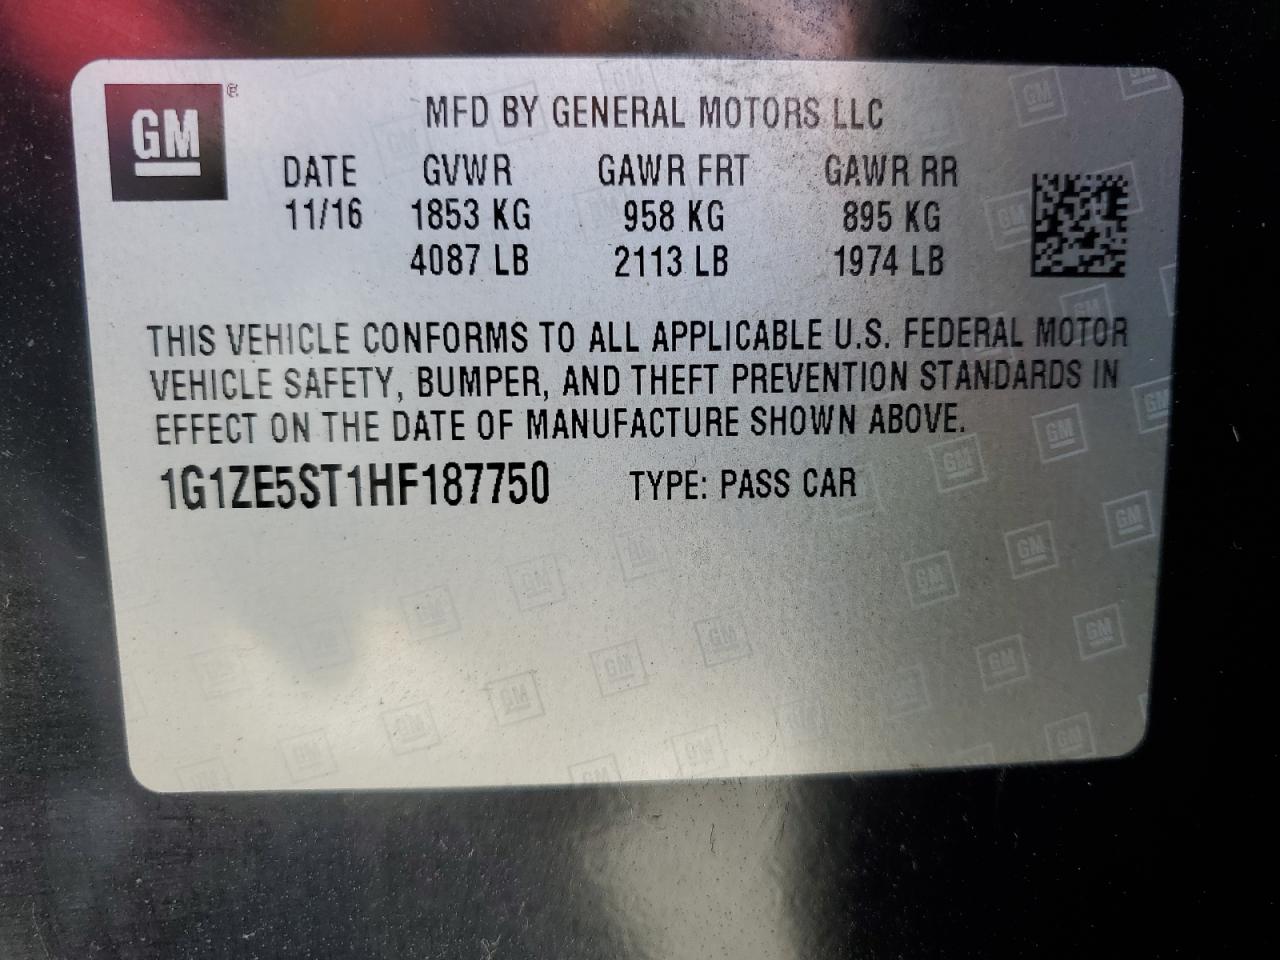 GM ®
MFD BY GENERAL MOTORS LLC
DATE GVWR GAWR FRT GAWR RR
11/16 1853 KG 958 KG 895 KG
4087 LB 2113 LB 1974 LB
THIS VEHICLE CONFORMS TO ALL APPLICABLE U.S. FEDERAL MOTOR
VEHICLE SAFETY, BUMPER, AND THEFT PREVENTION STANDARDS IN
EFFECT ON THE DATE OF MANUFACTURE SHOWN ABOVE.
1G1ZE5ST1HF187750 TYPE: PASS CAR